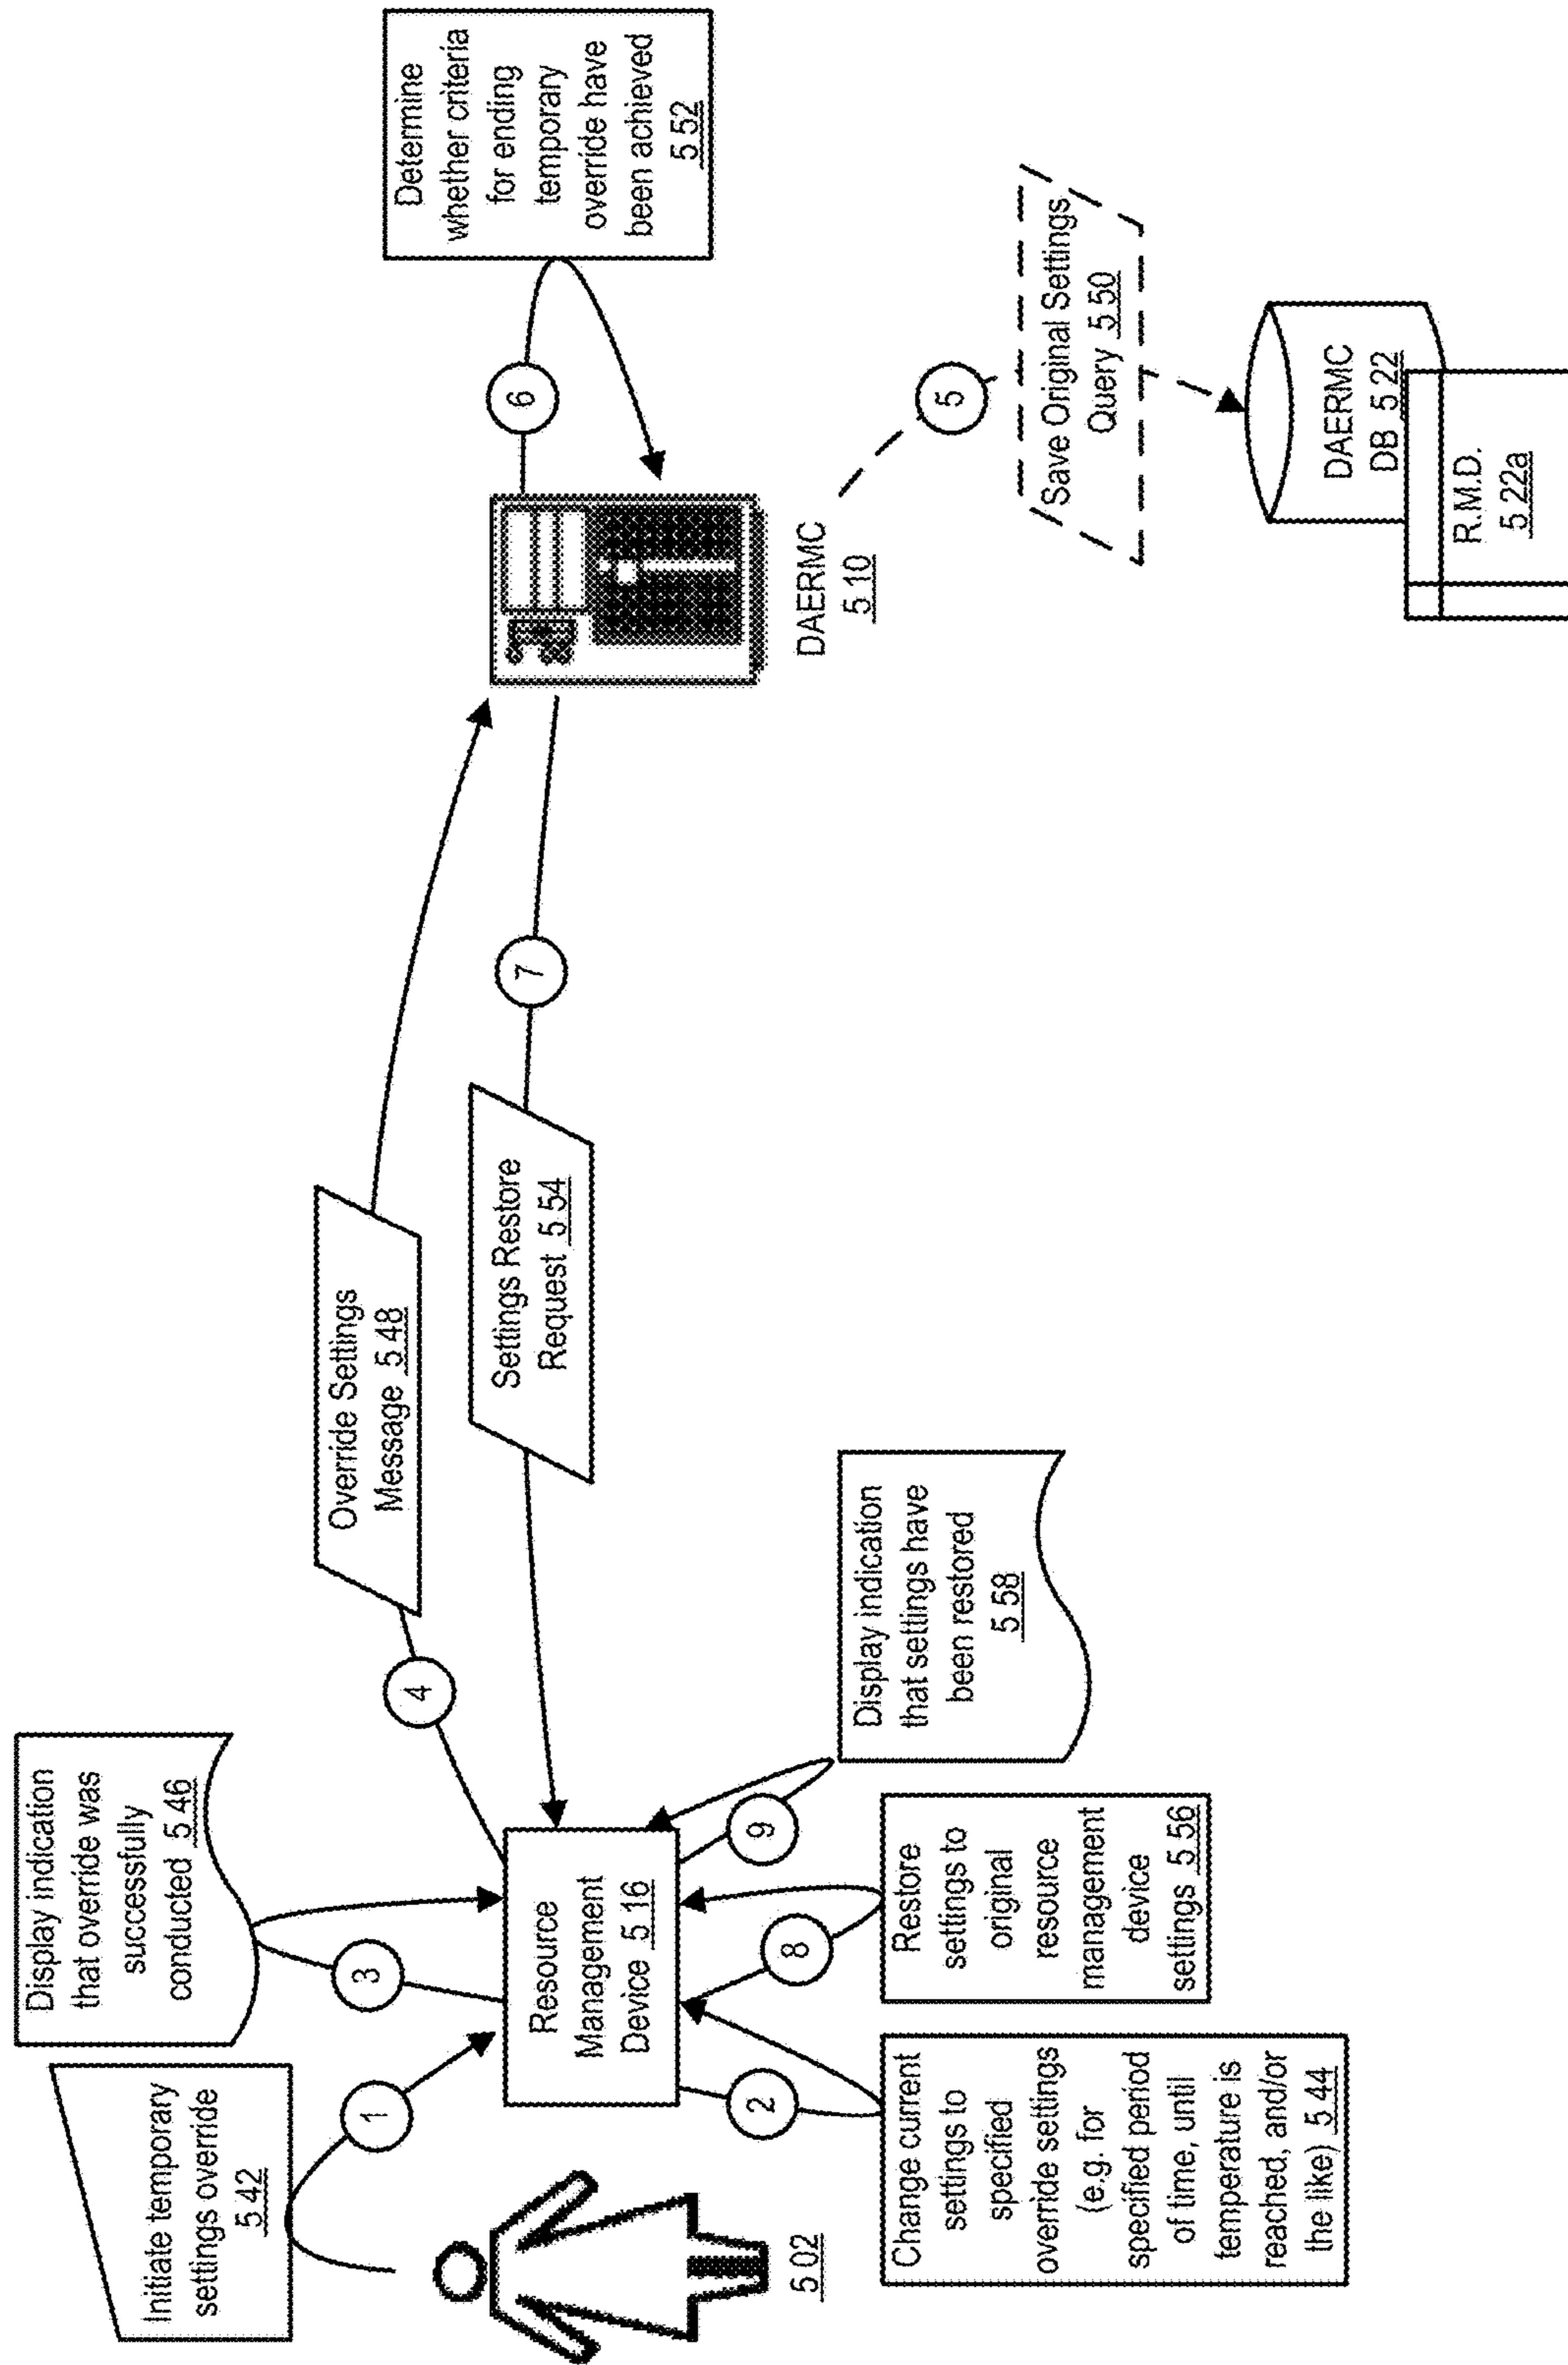 Initiate temporary
settings override
5 42
1
Display indication
that override was
successfully
conducted 5 46
3
Resource
Management
Device 5 16
5 02
2
Change current
settings to
specified
override settings
(e.g. for
specified period
of time, until
temperature is
reached, and/or
the like) 5 44
4
Override Settings
Message 5 48
DAERMC
5 10
5
Save Original Settings
Query 5 50
DAERMC
DB 5 22
R.M.D.
5 22a
6
Determine
whether criteria
for ending
temporary
override have
been achieved
5 52
7
Settings Restore
Request 5 54
8
Restore
settings to
original
resource
management
device
settings 5 56
9
Display indication
that settings have
been restored
5 58